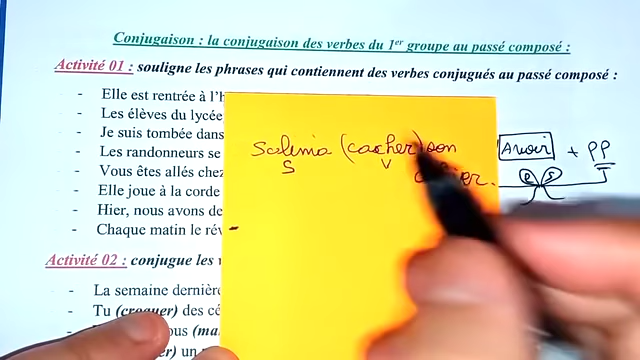 Conjugaison : la conjugaison des verbes du 1er groupe au passé composé :
Activité 01 : souligne les phrases qui contiennent des verbes conjugués au passé composé :
- Elle est rentrée à l'h
- Les élèves du lycée
- Je suis tombée dans
- Les randonneurs se
- Vous êtes allés chez
- Elle joue à la corde
- Hier, nous avons de
- Chaque matin le rév
Salima (cacher) son
S V
Avoir + PP
Activité 02 : conjugue les
- La semaine dernière
- Tu (croquer) des cé
ous (ma
er) un